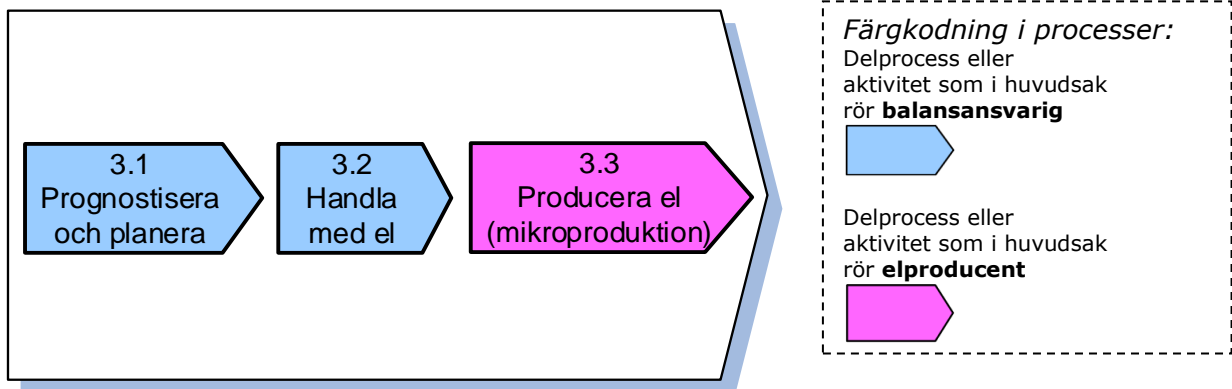 3.1
Prognostisera
och planera
3.2
Handla
med el
3.3
Producera el
(mikroproduktion)
Färgkodning i processer:
Delprocess eller
aktivitet som i huvudsak
rör balansansvarig
Delprocess eller
aktivitet som i huvudsak
rör elproducent